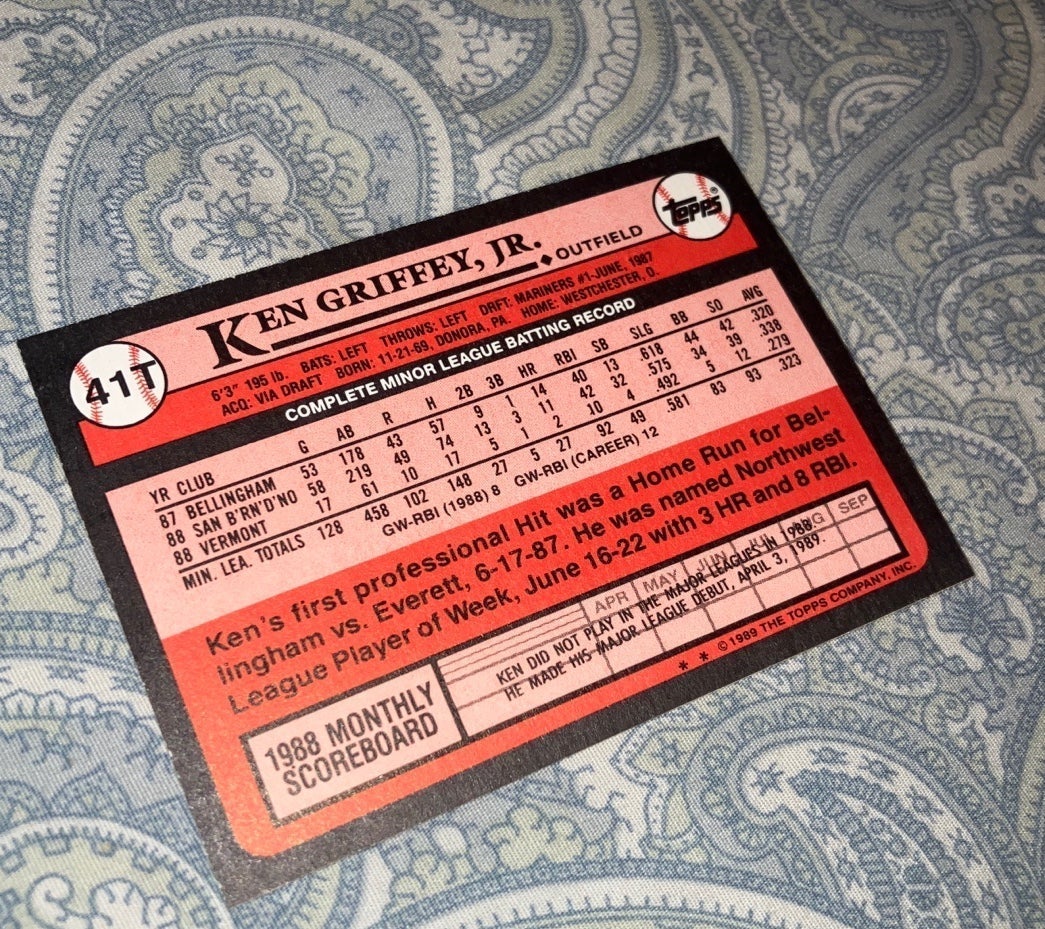 41T
KEN GRIFFEY, JR. ♦ OUTFIELD
topps®
6'3" 195 lb. BATS: LEFT THROWS: LEFT DRFT: MARINERS #1-JUNE, 1987
ACQ: VIA DRAFT BORN: 11-21-69, DONORA, PA. HOME: WESTCHESTER, O.
COMPLETE MINOR LEAGUE BATTING RECORD
YR CLUB G AB R H 2B 3B HR RBI SB SLG BB SO AVG
87 BELLINGHAM 53 178 43 57 9 1 14 40 13 .618 44 42 .320
88 SAN B'RN'D'NO 58 219 49 74 13 3 11 42 32 .575 34 39 .338
88 VERMONT 17 61 10 17 5 1 2 10 4 .492 5 12 .279
MIN. LEA. TOTALS 128 458 102 148 27 5 27 92 49 .581 83 93 .323
GW-RBI (1988) 8 GW-RBI (CAREER) 12
Ken's first professional Hit was a Home Run for Bel-
lingham vs. Everett, 6-17-87. He was named Northwest
League Player of Week, June 16-22 with 3 HR and 8 RBI.
1988 MONTHLY
SCOREBOARD
APR MAY JUN JUL AUG SEP
KEN DID NOT PLAY IN THE MAJOR LEAGUES IN 1988.
HE MADE HIS MAJOR LEAGUE DEBUT, APRIL 3, 1989.
* * © 1989 THE TOPPS COMPANY, INC.